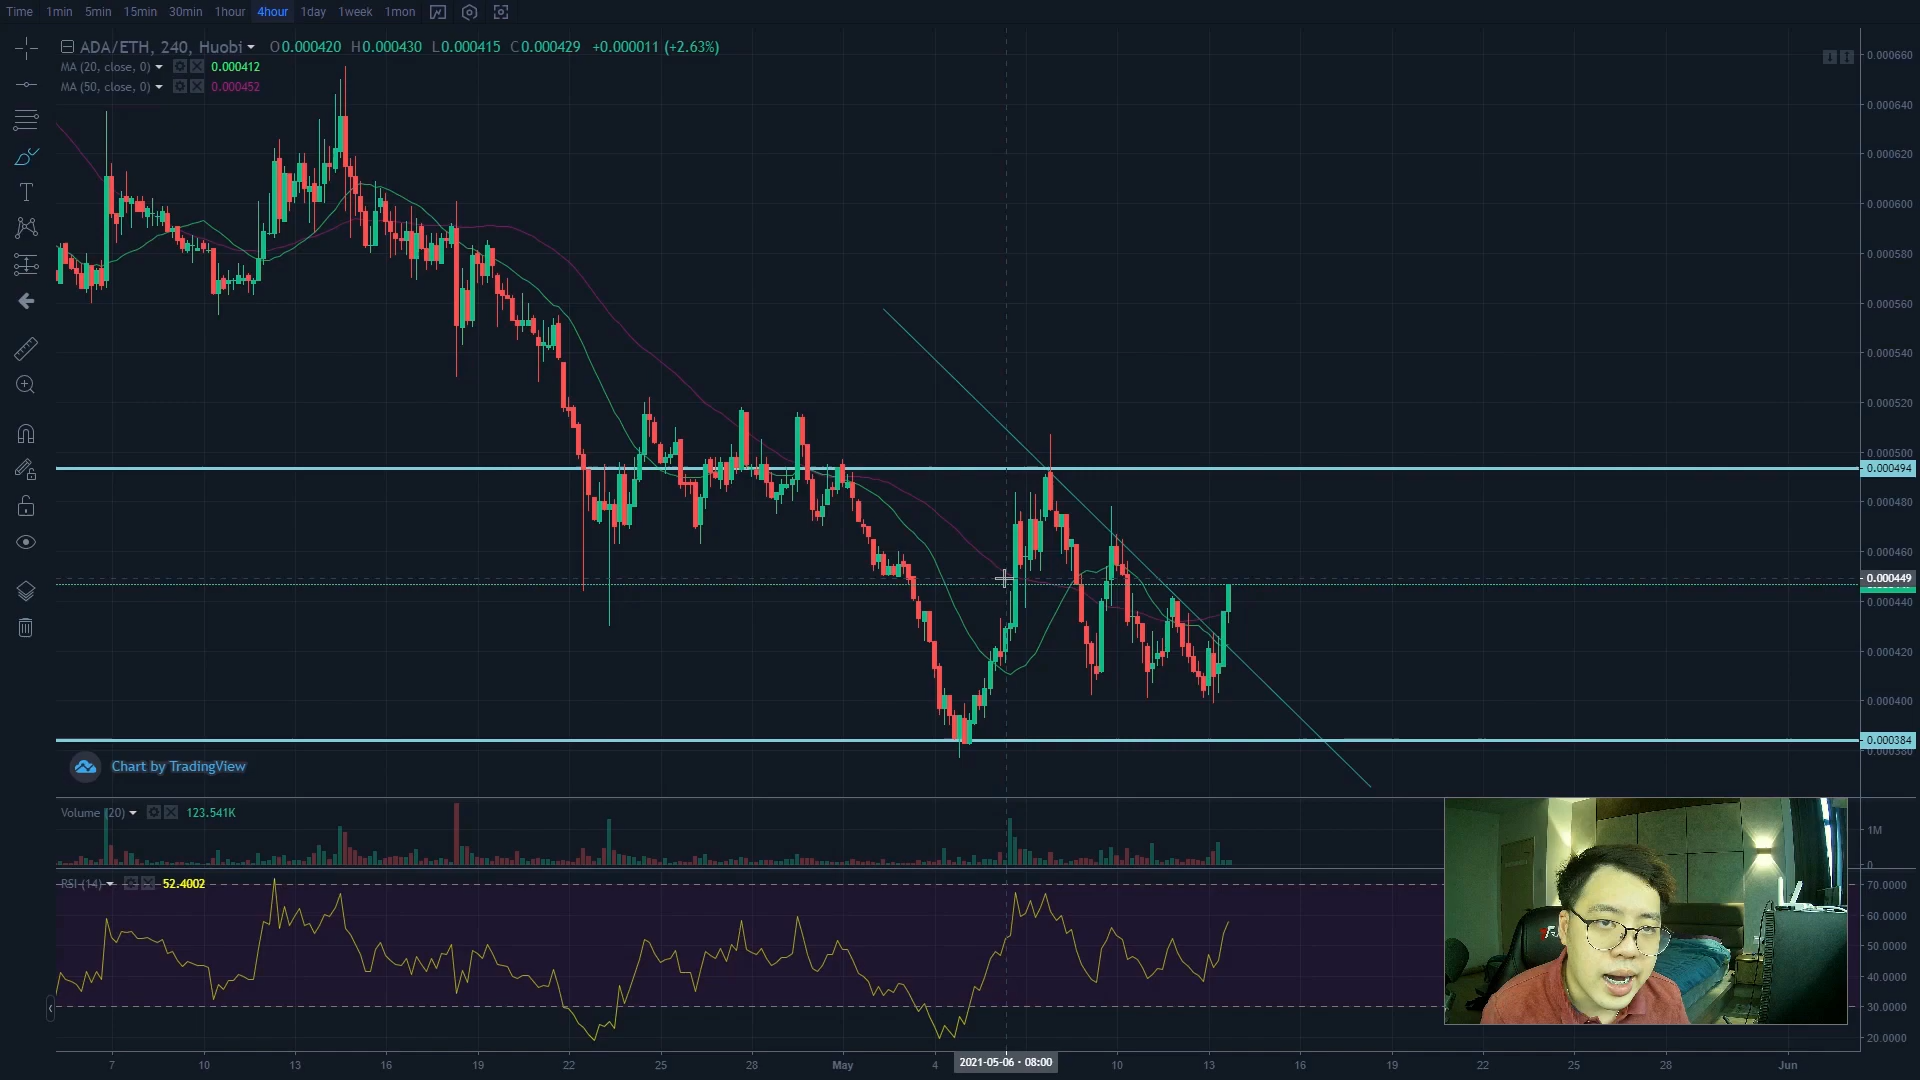 Time 1min 5min 15min 30min 1hour 4hour 1day 1week 1mon
ADA/ETH, 240, Huobi O0.000420 H0.000430 L0.000415 C0.000429 +0.000011 (+2.63%)
MA (20, close, 0) 0.000412
MA (50, close, 0) 0.000452
0.000660
0.000640
0.000620
0.000600
0.000580
0.000560
0.000540
0.000520
0.000500
0.000494
0.000480
0.000460
0.000449
0.000440
0.000420
0.000400
0.000384
0.000380
Chart by TradingView
Volume (20) 123.541K
1M
0
RSI (14) 52.4002
70.0000
60.0000
50.0000
40.0000
30.0000
20.0000
7 10 13 16 19 22 25 28 May 4 2021-05-06 · 08:00 10 13 16 19 22 25 28 Jun